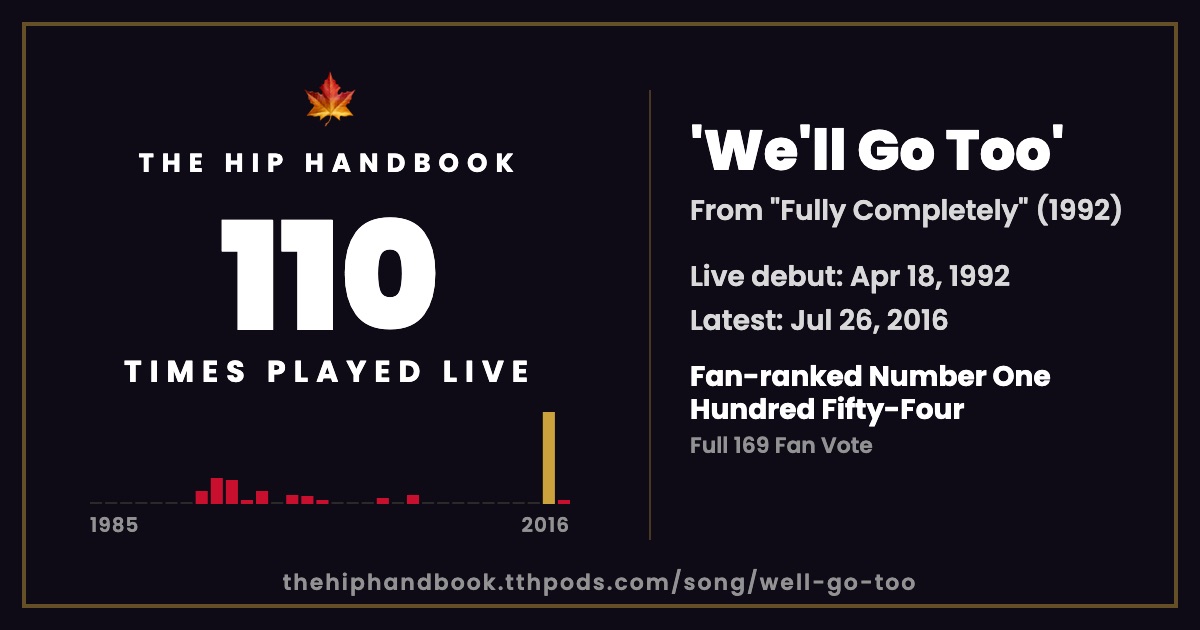 THE HIP HANDBOOK
110
TIMES PLAYED LIVE
1985
2016
'We'll Go Too'
From "Fully Completely" (1992)
Live debut: Apr 18, 1992
Latest: Jul 26, 2016
Fan-ranked Number One
Hundred Fifty-Four
Full 169 Fan Vote
thehiphandbook.tthpods.com/song/well-go-too